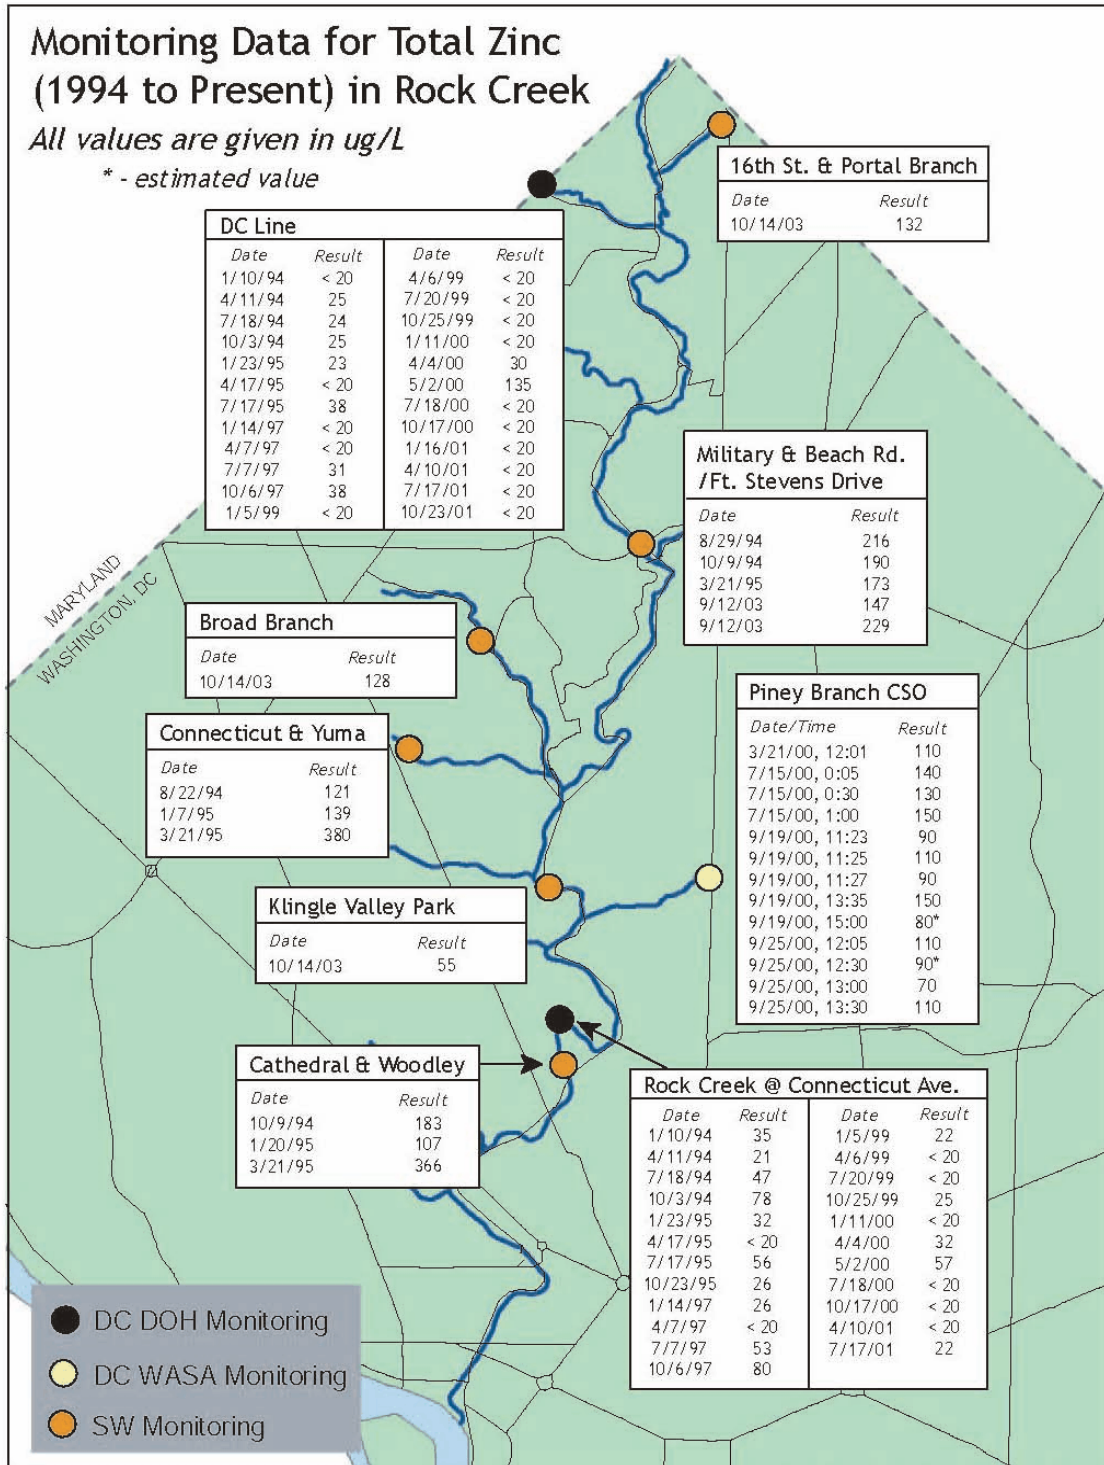 Monitoring Data for Total Zinc
(1994 to Present) in Rock Creek
All values are given in ug/L
* - estimated value
16th St. & Portal Branch
Date Result
10/14/03 132
DC Line
Date Result Date Result
1/10/94 < 20 4/6/99 < 20
4/11/94 25 7/20/99 < 20
7/18/94 24 10/25/99 < 20
10/3/94 25 1/11/00 < 20
1/23/95 23 4/4/00 30
4/17/95 < 20 5/2/00 135
7/17/95 38 7/18/00 < 20
1/14/97 < 20 10/17/00 < 20
4/7/97 < 20 1/16/01 < 20
7/7/97 31 4/10/01 < 20
10/6/97 38 7/17/01 < 20
1/5/99 < 20 10/23/01 < 20
Military & Beach Rd.
/Ft. Stevens Drive
Date Result
8/29/94 216
10/9/94 190
3/21/95 173
9/12/03 147
9/12/03 229
MARYLAND
WASHINGTON, DC
Broad Branch
Date Result
10/14/03 128
Connecticut & Yuma
Date Result
8/22/94 121
1/7/95 139
3/21/95 380
Piney Branch CSO
Date/Time Result
3/21/00, 12:01 110
7/15/00, 0:05 140
7/15/00, 0:30 130
7/15/00, 1:00 150
9/19/00, 11:23 90
9/19/00, 11:25 110
9/19/00, 11:27 90
9/19/00, 13:35 150
9/19/00, 15:00 80*
9/25/00, 12:05 110
9/25/00, 12:30 90*
9/25/00, 13:00 70
9/25/00, 13:30 110
Klingle Valley Park
Date Result
10/14/03 55
Cathedral & Woodley
Date Result
10/9/94 183
1/20/95 107
3/21/95 366
Rock Creek @ Connecticut Ave.
Date Result Date Result
1/10/94 35 1/5/99 22
4/11/94 21 4/6/99 < 20
7/18/94 47 7/20/99 < 20
10/3/94 78 10/25/99 25
1/23/95 32 1/11/00 < 20
4/17/95 < 20 4/4/00 32
7/17/95 56 5/2/00 57
10/23/95 26 7/18/00 < 20
1/14/97 26 10/17/00 < 20
4/7/97 < 20 4/10/01 < 20
7/7/97 53 7/17/01 22
10/6/97 80
DC DOH Monitoring
DC WASA Monitoring
SW Monitoring